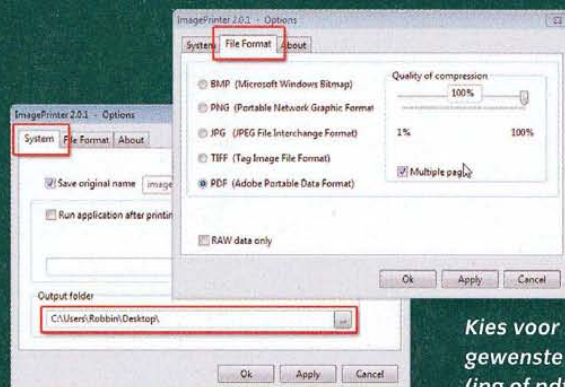 ImagePrinter 2.0.1 - Options
System File Format About
BMP (Microsoft Windows Bitmap)
PNG (Portable Network Graphic Format
JPG (JPEG File Interchange Format)
TIFF (Tag Image File Format)
PDF (Adobe Portable Data Format)
RAW data only
Quality of compression
100%
1% 100%
Multiple pag
Ok Apply Cancel
ImagePrinter 2.0.1 - Options
System File Format About
Save original name image
Run application after printin
Output folder
C:\Users\Robbin\Desktop\
...
Ok Apply Cancel
Kies voor
gewenste